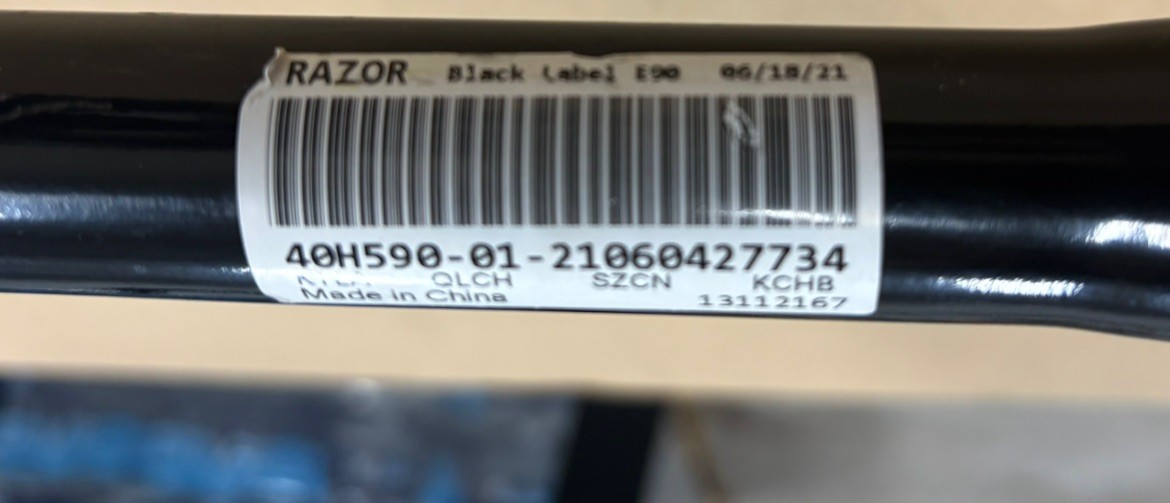 RAZOR Black Label E90 06/18/21
40H590-01-21060427734
QLCH SZCN KCHB
Made in China 13112167